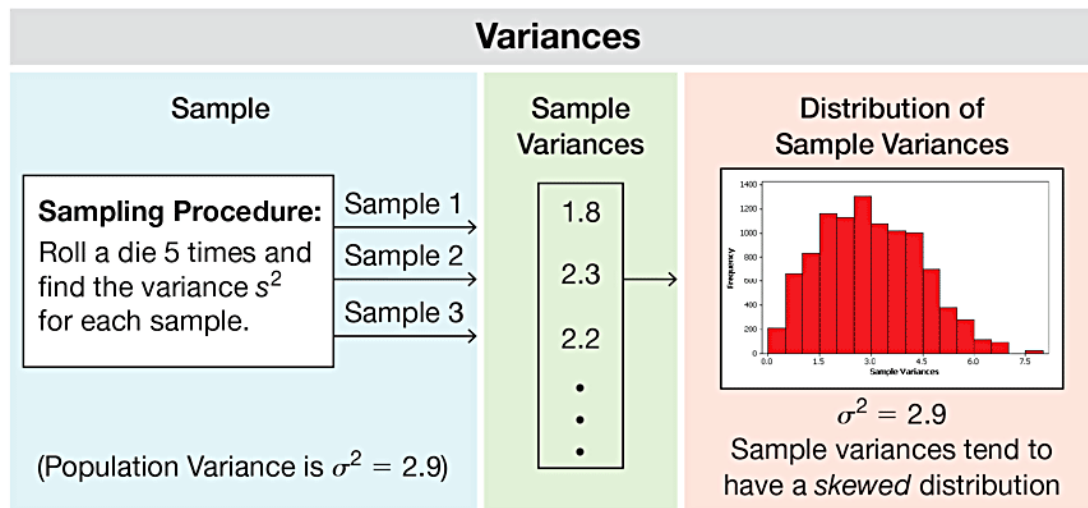 Variances
Sample
Sampling Procedure:
Roll a die 5 times and
find the variance s²
for each sample.
Sample 1
Sample 2
Sample 3
(Population Variance is σ² = 2.9)
Sample
Variances
1.8
2.3
2.2
Distribution of
Sample Variances
1400
1200
1000
800
600
400
200
0
Frequency
0.0 1.5 3.0 4.5 6.0 7.5
Sample Variances
σ² = 2.9
Sample variances tend to
have a skewed distribution